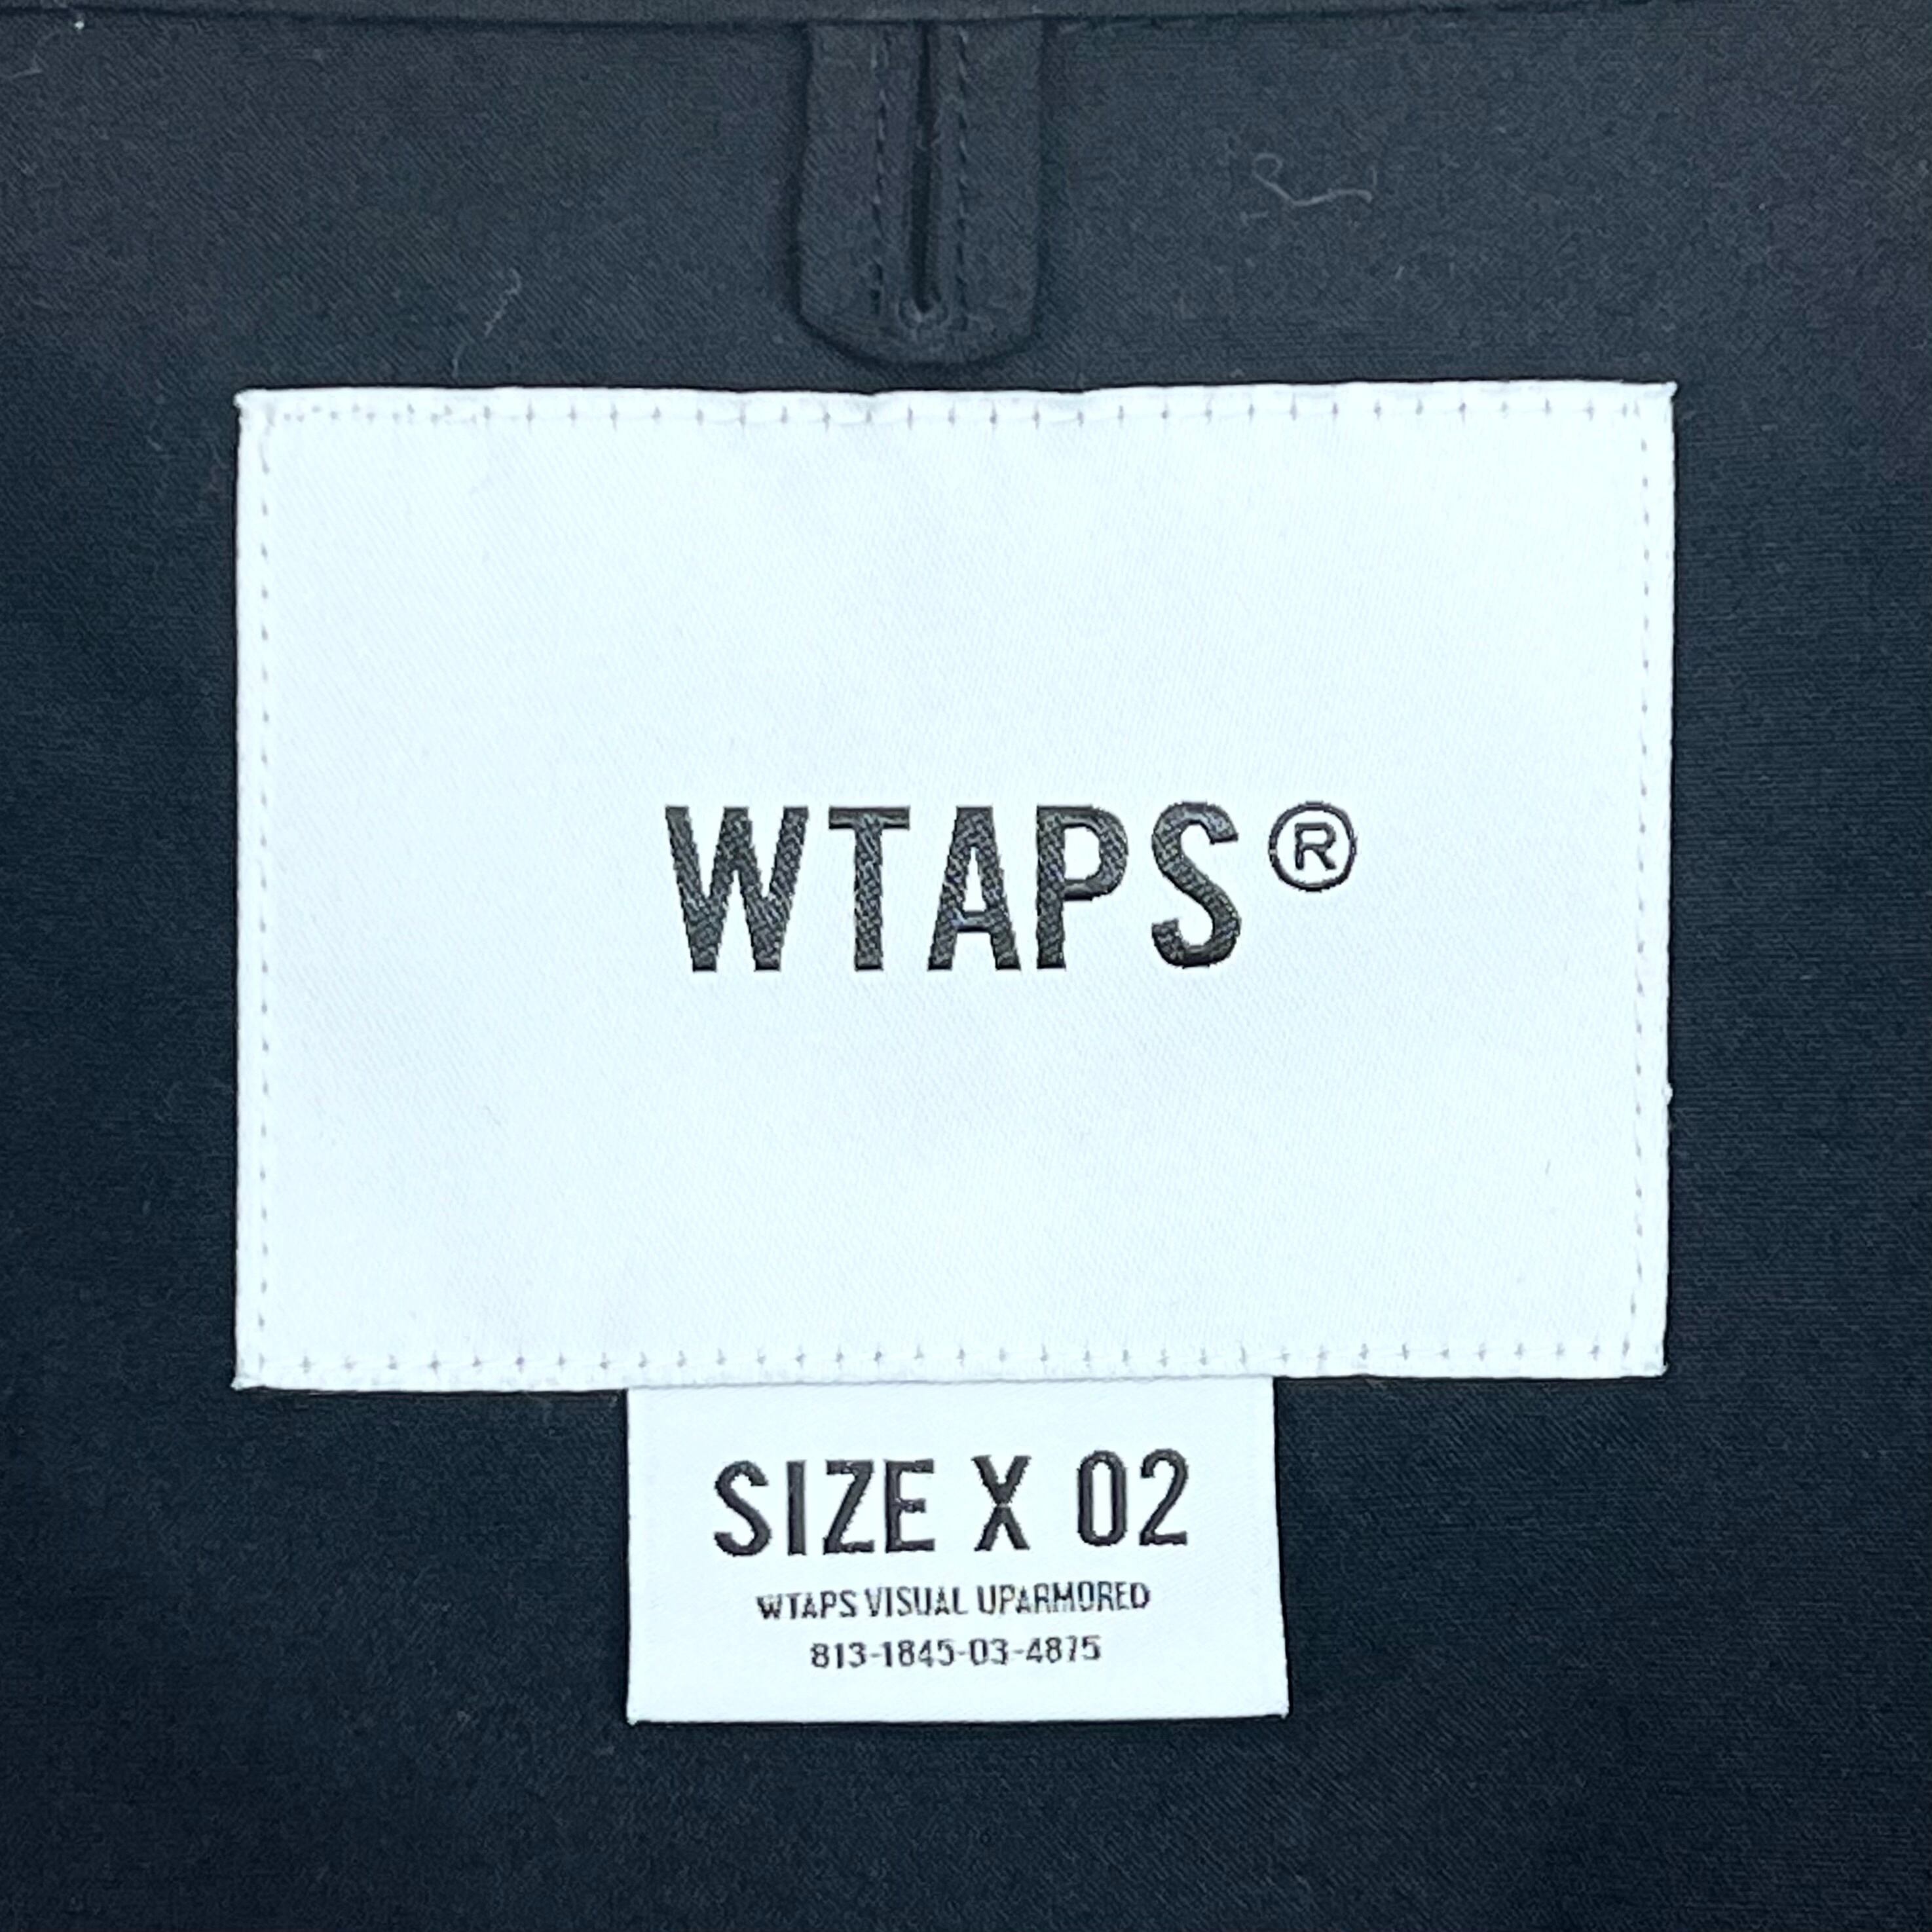 WTAPS®
SIZE X 02
WTAPS VISUAL UPARMORED
813-1845-03-4875